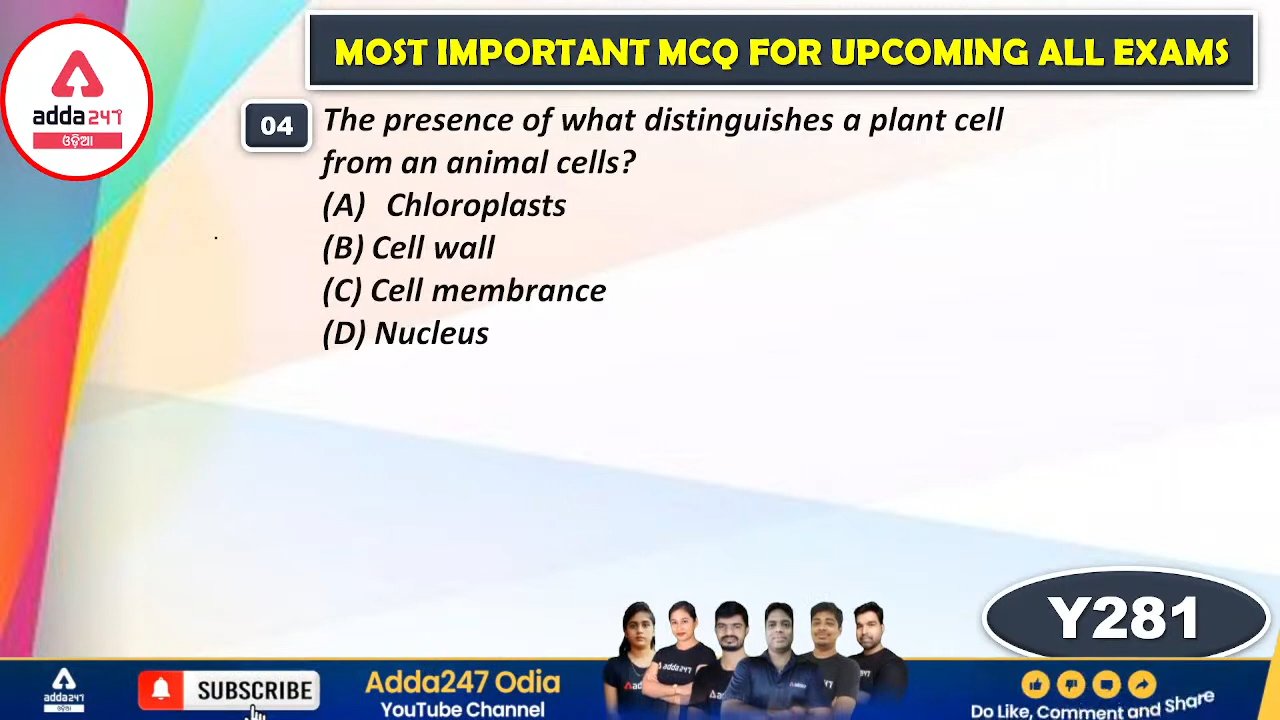 MOST IMPORTANT MCQ FOR UPCOMING ALL EXAMS
adda247
ଓଡ଼ିଆ
04
The presence of what distinguishes a plant cell
from an animal cells?
(A) Chloroplasts
(B) Cell wall
(C) Cell membrance
(D) Nucleus
Y281
adda247
ଓଡ଼ିଆ
SUBSCRIBE
Adda247 Odia
YouTube Channel
adda247
Do Like, Comment and Share